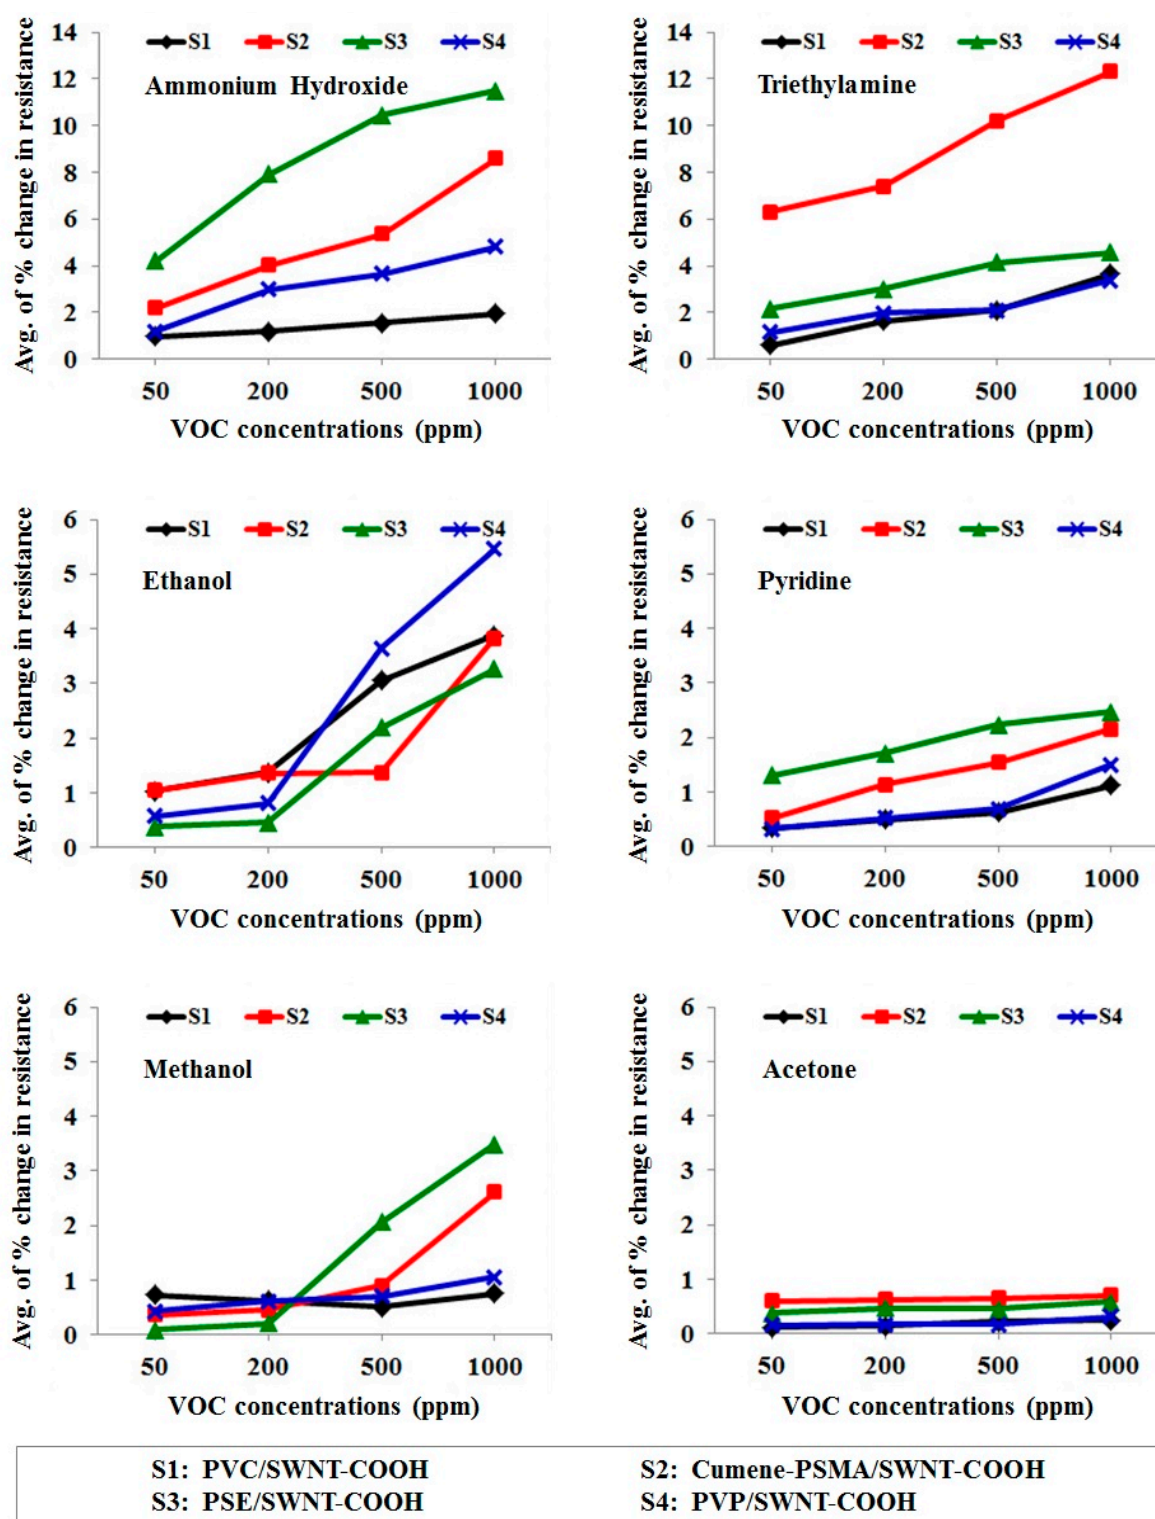 Avg. of % change in resistance
14
12
10
8
6
4
2
0
S1 S2 S3 S4
Ammonium Hydroxide
50 200 500 1000
VOC concentrations (ppm)
Avg. of % change in resistance
14
12
10
8
6
4
2
0
S1 S2 S3 S4
Triethylamine
50 200 500 1000
VOC concentrations (ppm)
Avg. of % change in resistance
6
5
4
3
2
1
0
S1 S2 S3 S4
Ethanol
50 200 500 1000
VOC concentrations (ppm)
Avg. of % change in resistance
6
5
4
3
2
1
0
S1 S2 S3 S4
Pyridine
50 200 500 1000
VOC concentrations (ppm)
Avg. of % change in resistance
6
5
4
3
2
1
0
S1 S2 S3 S4
Methanol
50 200 500 1000
VOC concentrations (ppm)
Avg. of % change in resistance
6
5
4
3
2
1
0
S1 S2 S3 S4
Acetone
50 200 500 1000
VOC concentrations (ppm)
S1: PVC/SWNT-COOH S2: Cumene-PSMA/SWNT-COOH
S3: PSE/SWNT-COOH S4: PVP/SWNT-COOH